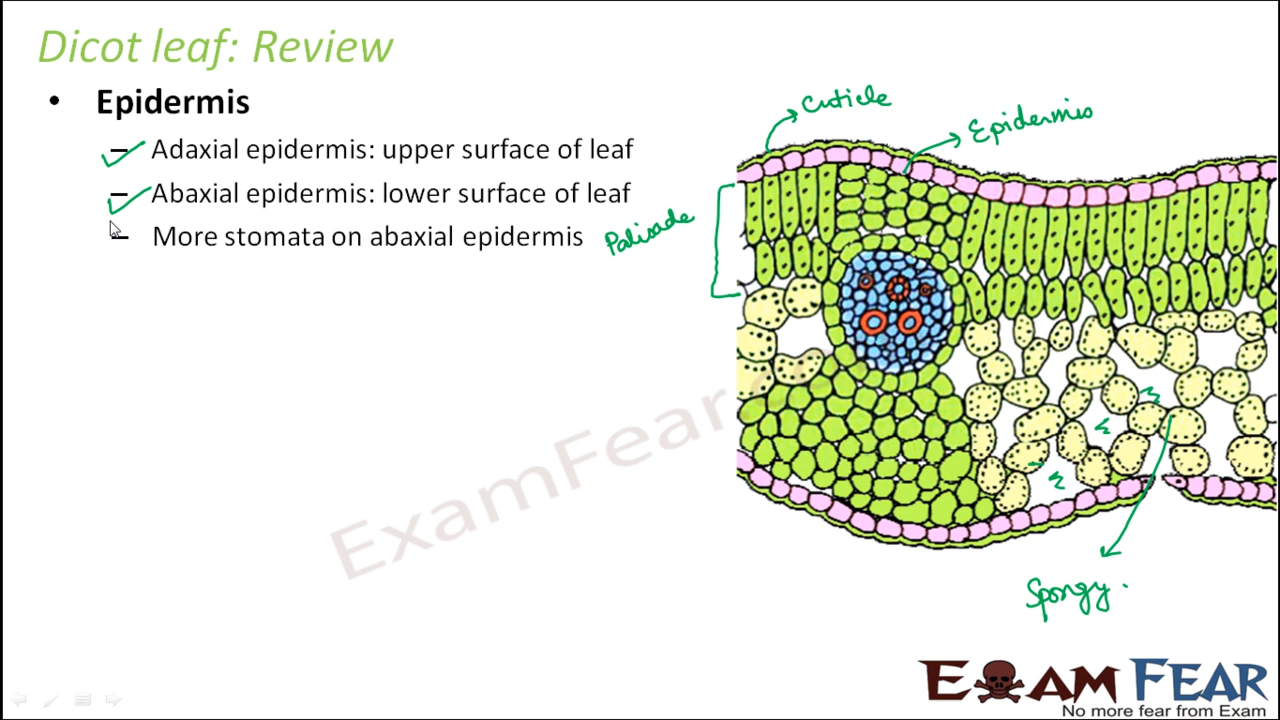 Dicot leaf: Review
• Epidermis
– Adaxial epidermis: upper surface of leaf
– Abaxial epidermis: lower surface of leaf
– More stomata on abaxial epidermis
Cuticle
Epidermis
Palisade
Spongy
ExamFear.co
EXAM FEAR
No more fear from Exam